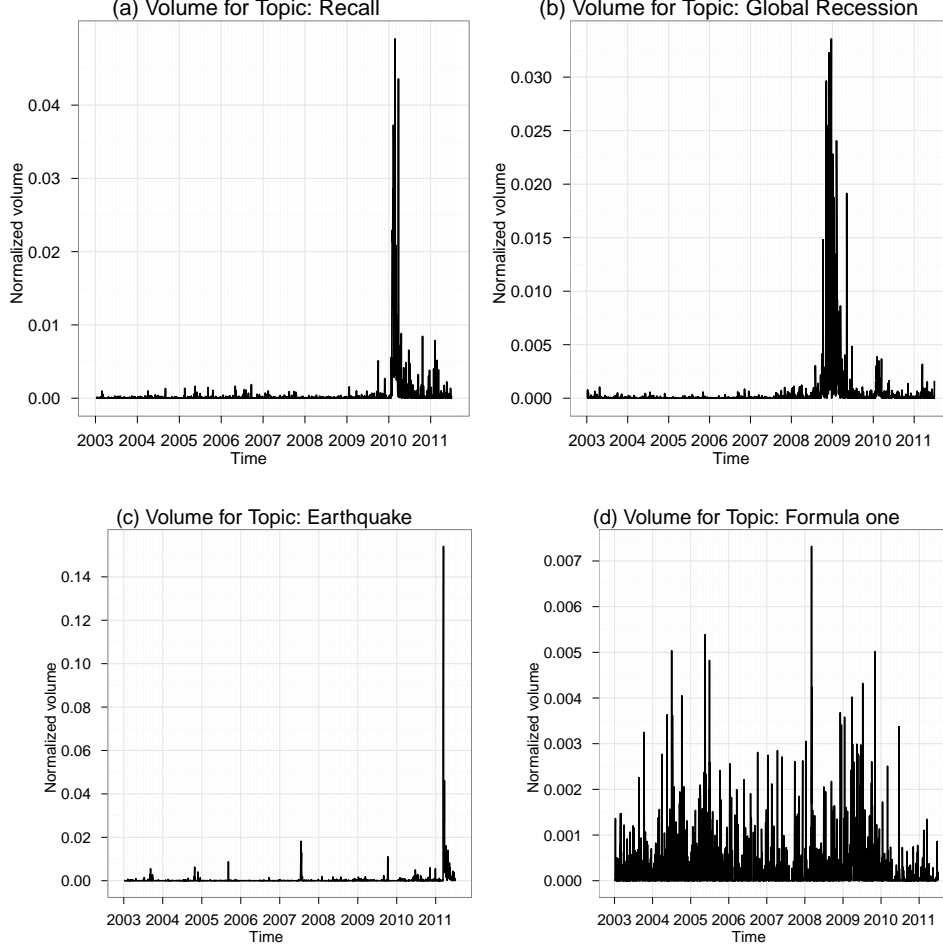 (a) Volume for Topic: Recall
Normalized volume
0.04
0.03
0.02
0.01
0.00
2003 2004 2005 2006 2007 2008 2009 2010 2011
Time
(b) Volume for Topic: Global Recession
Normalized volume
0.030
0.025
0.020
0.015
0.010
0.005
0.000
2003 2004 2005 2006 2007 2008 2009 2010 2011
Time
(c) Volume for Topic: Earthquake
Normalized volume
0.14
0.12
0.10
0.08
0.06
0.04
0.02
0.00
2003 2004 2005 2006 2007 2008 2009 2010 2011
Time
(d) Volume for Topic: Formula one
Normalized volume
0.007
0.006
0.005
0.004
0.003
0.002
0.001
0.000
2003 2004 2005 2006 2007 2008 2009 2010 2011
Time